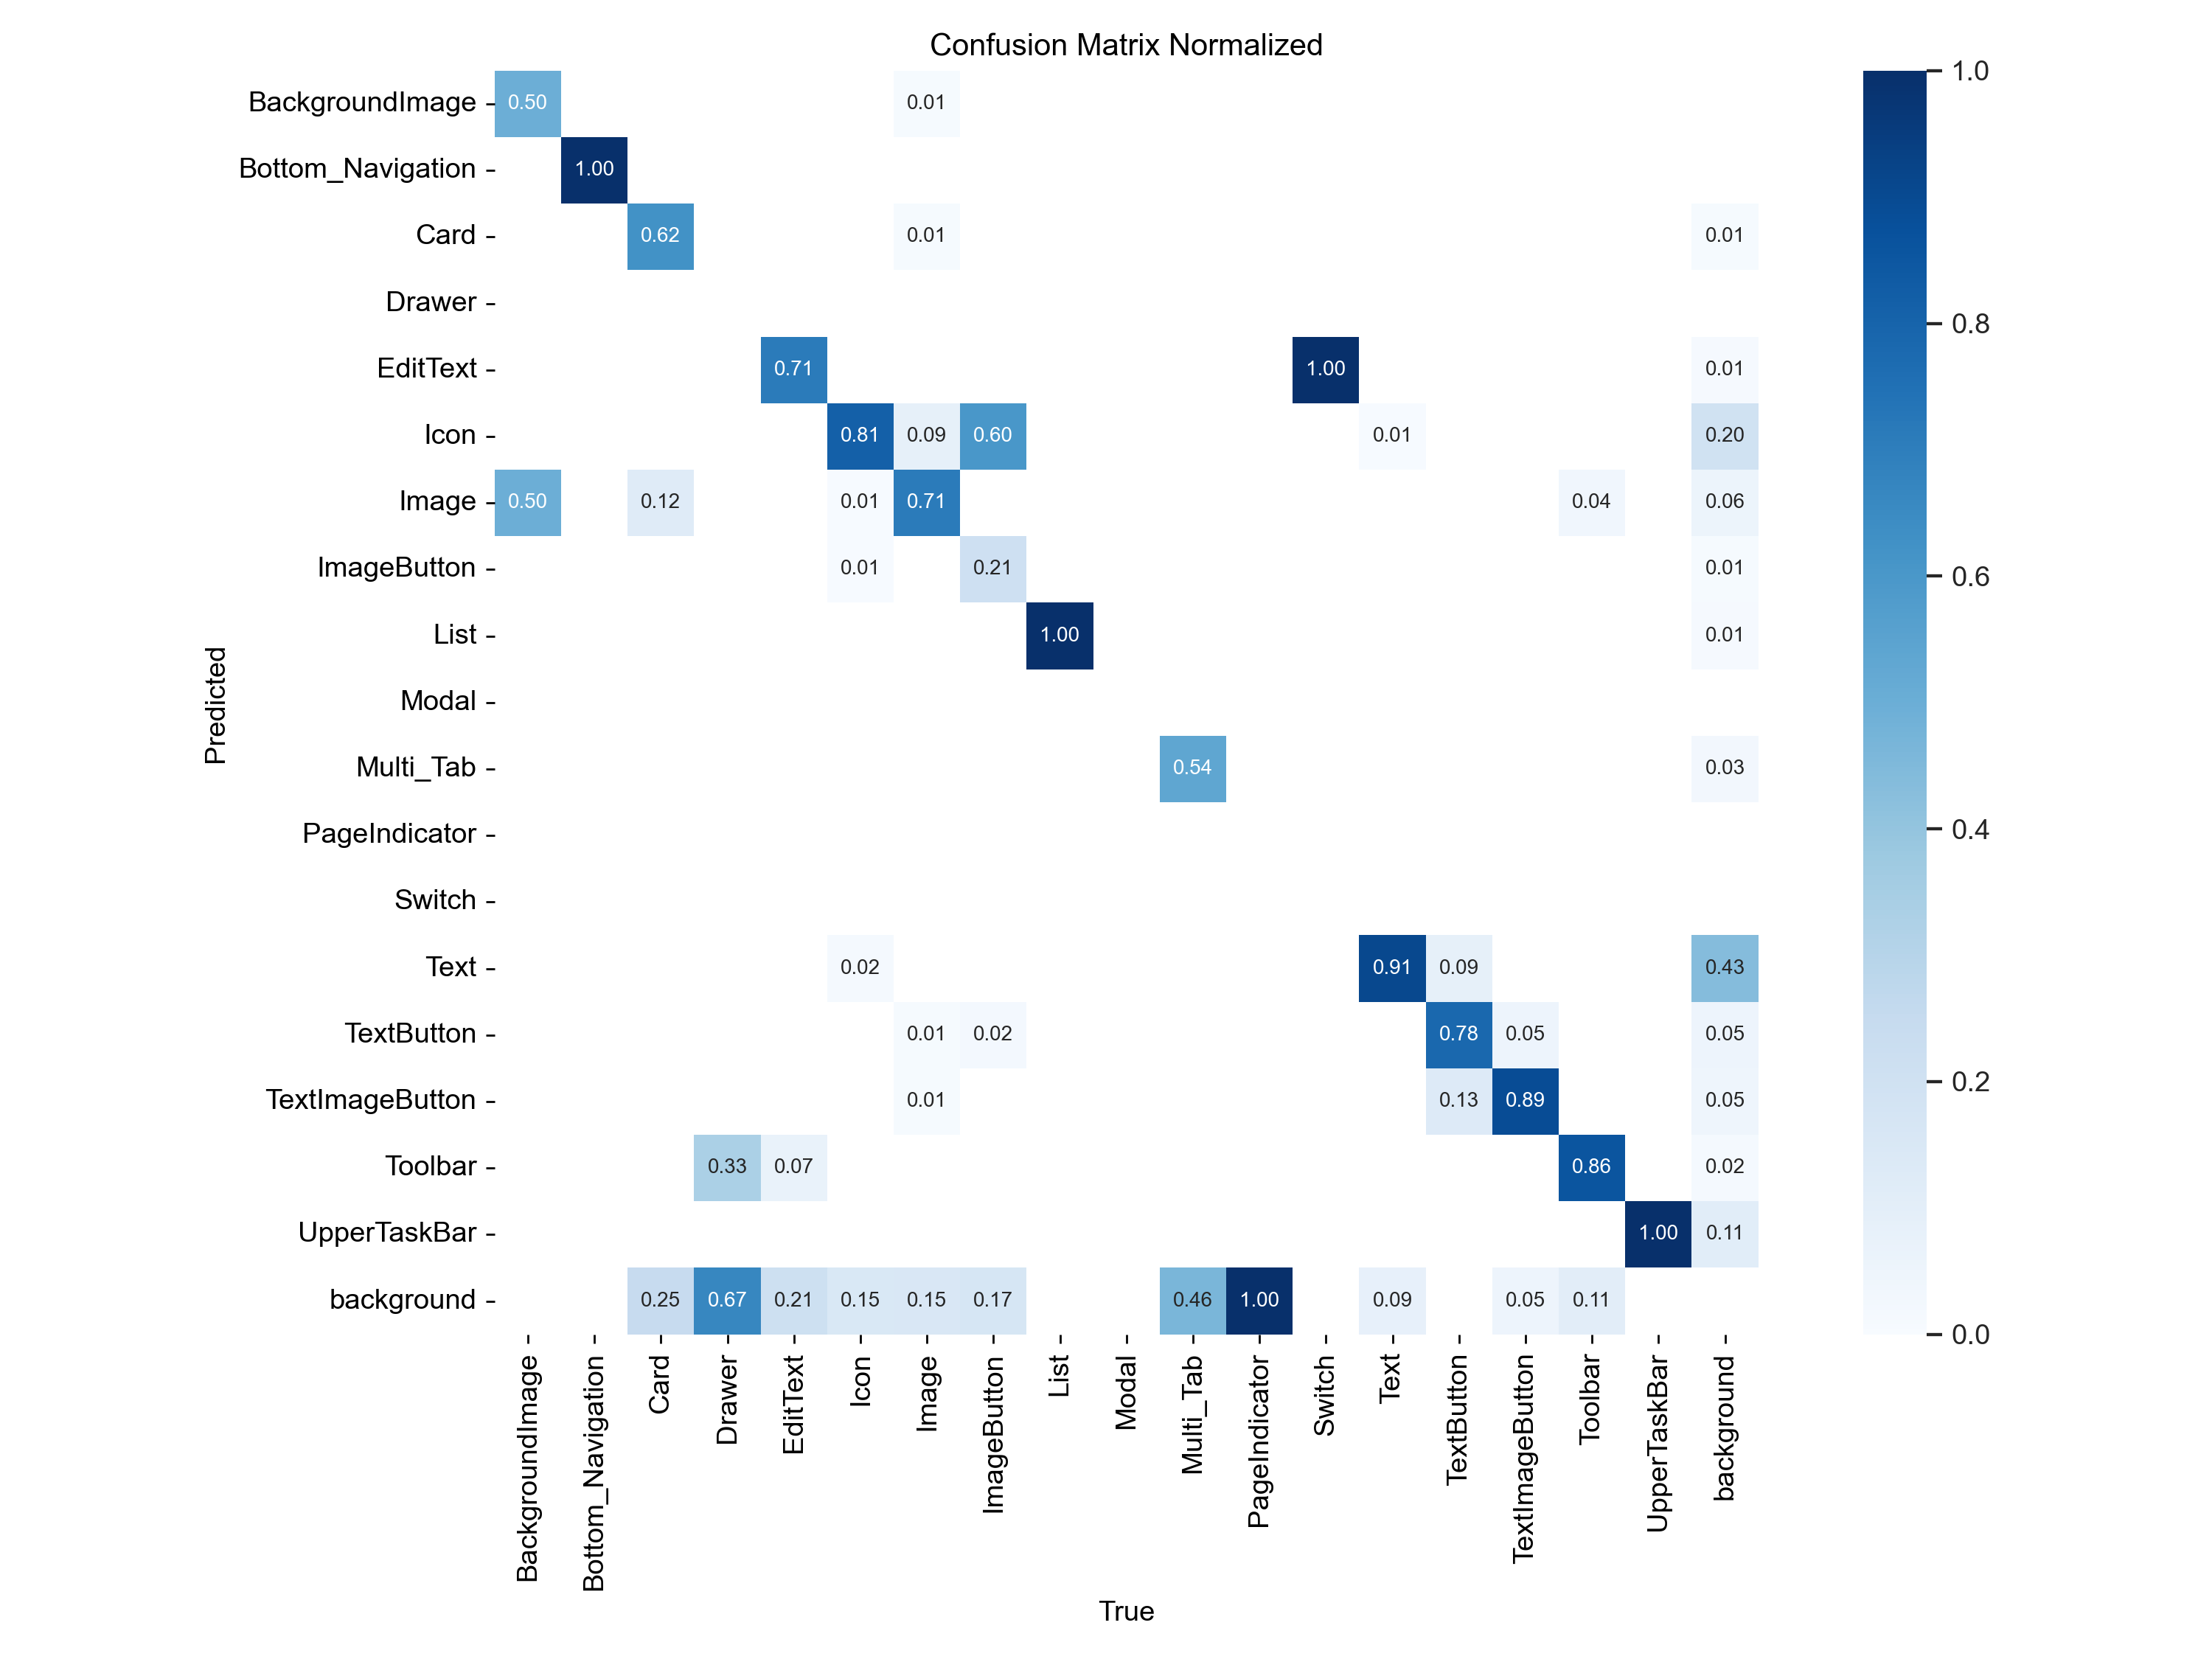 Confusion Matrix Normalized
BackgroundImage 0.50 0.01
Bottom_Navigation 1.00
Card 0.62 0.01 0.01
Drawer
EditText 0.71 1.00 0.01
Icon 0.81 0.09 0.60 0.01 0.20
Image 0.50 0.12 0.01 0.71 0.04 0.06
ImageButton 0.01 0.21 0.01
List 1.00 0.01
Modal
Multi_Tab 0.54 0.03
PageIndicator
Switch
Text 0.02 0.91 0.09 0.43
TextButton 0.01 0.02 0.78 0.05 0.05
TextImageButton 0.01 0.13 0.89 0.05
Toolbar 0.33 0.07 0.86 0.02
UpperTaskBar 1.00 0.11
background 0.25 0.67 0.21 0.15 0.15 0.17 0.46 1.00 0.09 0.05 0.11
Predicted
BackgroundImage
Bottom_Navigation
Card
Drawer
EditText
Icon
Image
ImageButton
List
Modal
Multi_Tab
PageIndicator
Switch
Text
TextButton
TextImageButton
Toolbar
UpperTaskBar
background
True
1.0
0.8
0.6
0.4
0.2
0.0